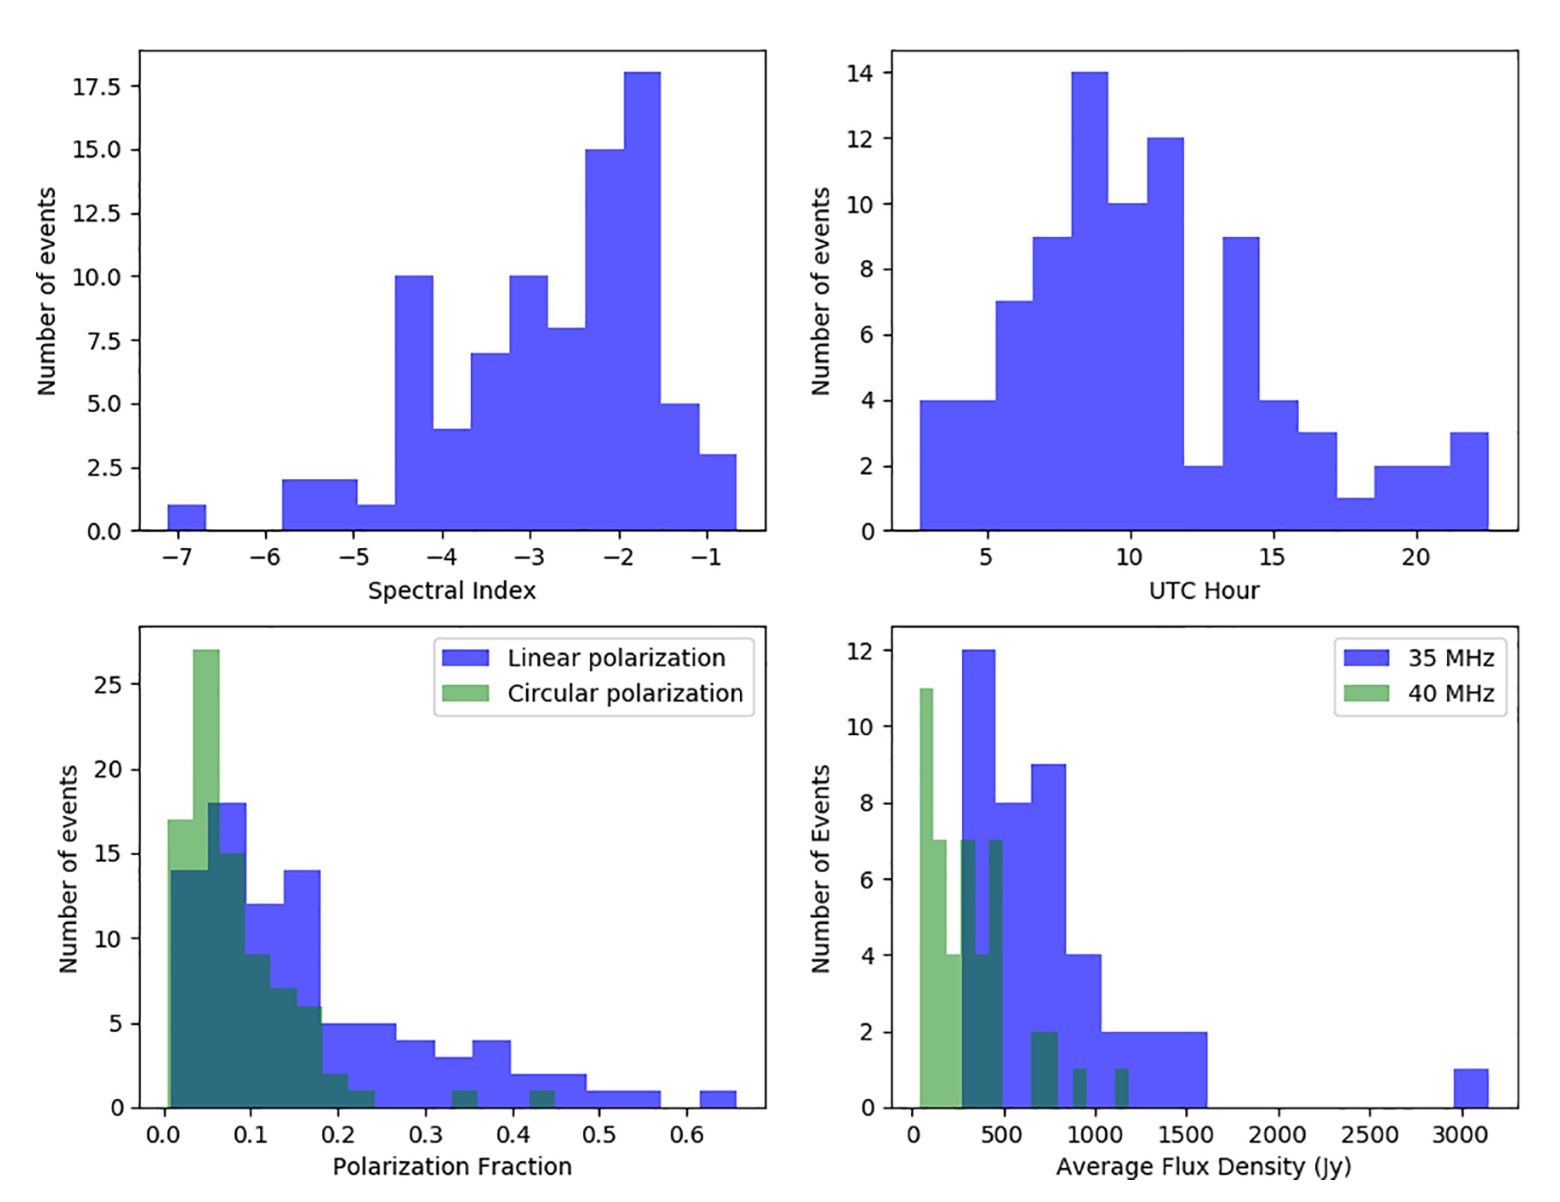 17.5
15.0
12.5
10.0
7.5
5.0
2.5
0.0
Number of events
−7 −6 −5 −4 −3 −2 −1
Spectral Index
14
12
10
8
6
4
2
0
Number of events
5 10 15 20
UTC Hour
25
20
15
10
5
0
Number of events
Linear polarization
Circular polarization
0.0 0.1 0.2 0.3 0.4 0.5 0.6
Polarization Fraction
12
10
8
6
4
2
0
Number of Events
35 MHz
40 MHz
0 500 1000 1500 2000 2500 3000
Average Flux Density (Jy)